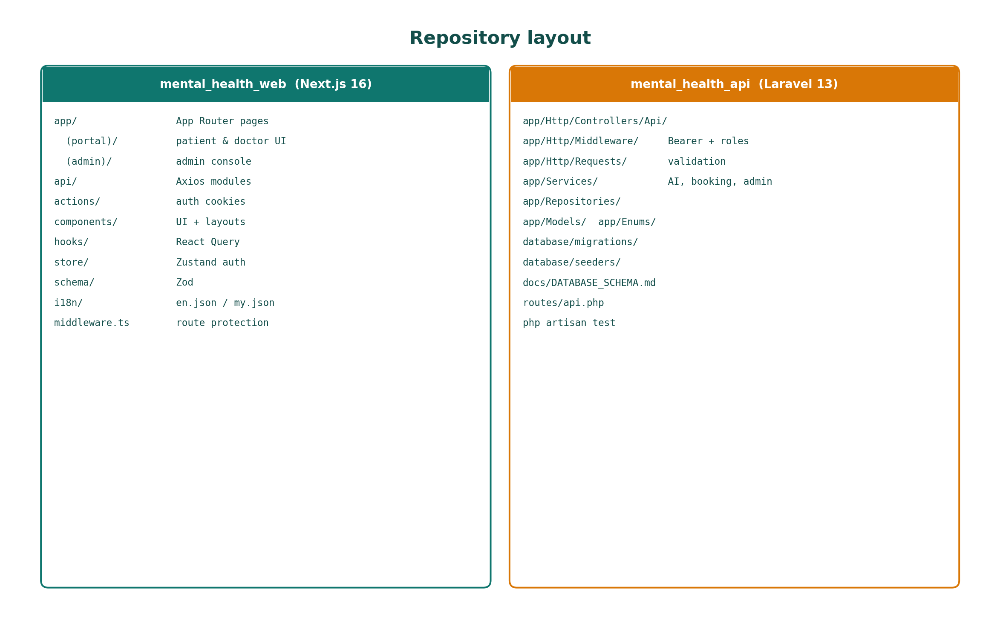 Repository layout
mental_health_web  (Next.js 16)
app/                 App Router pages
  (portal)/          patient & doctor UI
  (admin)/           admin console
api/                 Axios modules
actions/             auth cookies
components/          UI + layouts
hooks/               React Query
store/               Zustand auth
schema/              Zod
i18n/                en.json / my.json
middleware.ts        route protection
mental_health_api  (Laravel 13)
app/Http/Controllers/Api/
app/Http/Middleware/     Bearer + roles
app/Http/Requests/       validation
app/Services/            AI, booking, admin
app/Repositories/
app/Models/  app/Enums/
database/migrations/
database/seeders/
docs/DATABASE_SCHEMA.md
routes/api.php
php artisan test